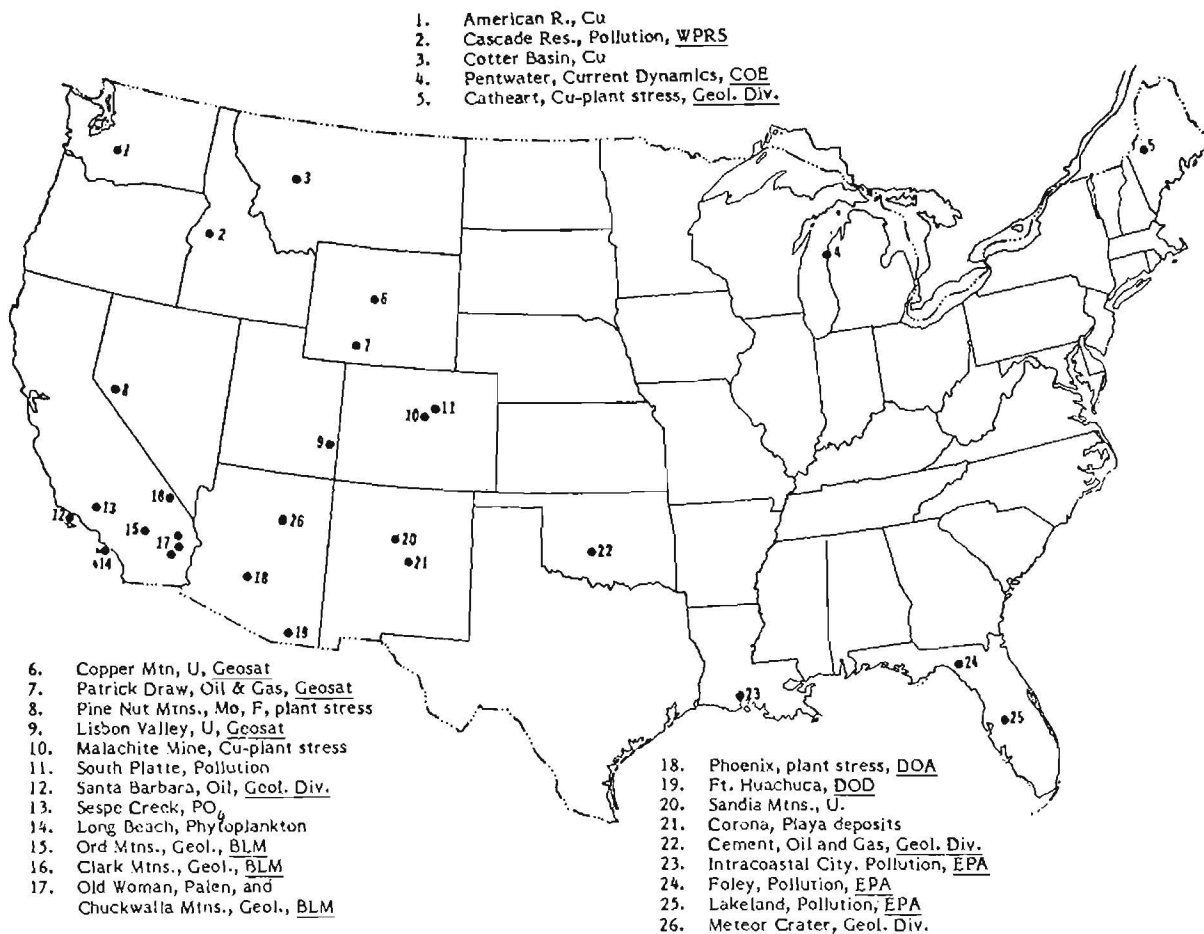 1. American R., Cu
2. Cascade Res., Pollution, WPRS
3. Cotter Basin, Cu
4. Pentwater, Current Dynamics, COE
5. Catheart, Cu-plant stress, Geol. Div.
1
5
3
2
4
6
7
8
11
10
9
16
13
12
26
15
20
17
22
14
21
18
19
24
23
25
6. Copper Mtn, U, Geosat
7. Patrick Draw, Oil & Gas, Geosat
8. Pine Nut Mtns., Mo, F, plant stress
9. Lisbon Valley, U, Geosat
10. Malachite Mine, Cu-plant stress
11. South Platte, Pollution
12. Santa Barbara, Oil, Geol. Div.
13. Sespe Creek, PO4
14. Long Beach, Phytoplankton
15. Ord Mtns., Geol., BLM
16. Clark Mtns., Geol., BLM
17. Old Woman, Palen, and
Chuckwalla Mtns., Geol., BLM
18. Phoenix, plant stress, DOA
19. Ft. Huachuca, DOD
20. Sandia Mtns., U.
21. Corona, Playa deposits
22. Cement, Oil and Gas, Geol. Div.
23. Intracoastal City, Pollution, EPA
24. Foley, Pollution, EPA
25. Lakeland, Pollution, EPA
26. Meteor Crater, Geol. Div.